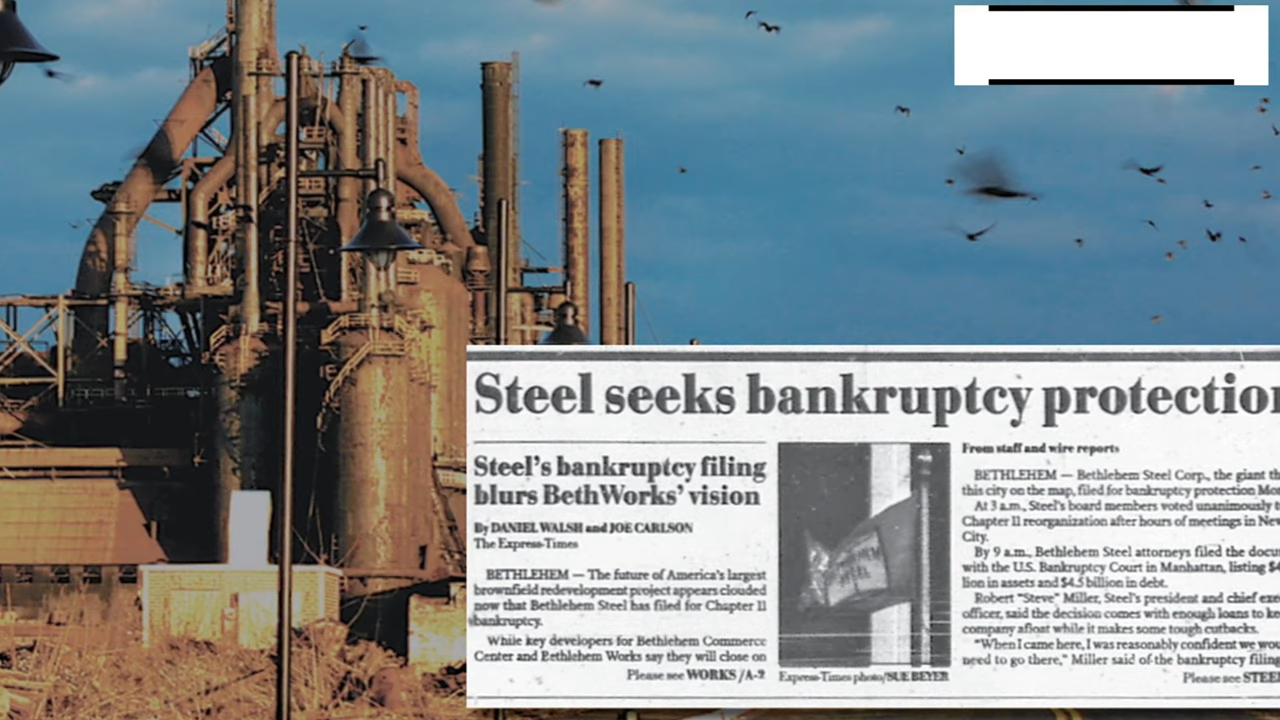 Steel seeks bankruptcy protection
Steel's bankruptcy filing
blurs BethWorks' vision
By DANIEL WALSH and JOE CARLSON
The Express-Times
BETHLEHEM — The future of America's largest
brownfield redevelopment project appears clouded
now that Bethlehem Steel has filed for Chapter 11
bankruptcy.
While key developers for Bethlehem Commerce
Center and Bethlehem Works say they will close on
Please see WORKS /A-2
Express-Times photo/SUE BEYER
From staff and wire reports
BETHLEHEM — Bethlehem Steel Corp., the giant th
this city on the map, filed for bankruptcy protection Mo
At 3 a.m., Steel's board members voted unanimously t
Chapter 11 reorganization after hours of meetings in New
City.
By 9 a.m., Bethlehem Steel attorneys filed the docu
with the U.S. Bankruptcy Court in Manhattan, listing $4
lion in assets and $4.5 billion in debt.
Robert "Steve" Miller, Steel's president and chief exe
officer, said the decision comes with enough loans to ke
company afloat while it makes some tough cutbacks.
"When I came here, I was reasonably confident we wou
need to go there," Miller said of the bankruptcy filing
Please see STEE